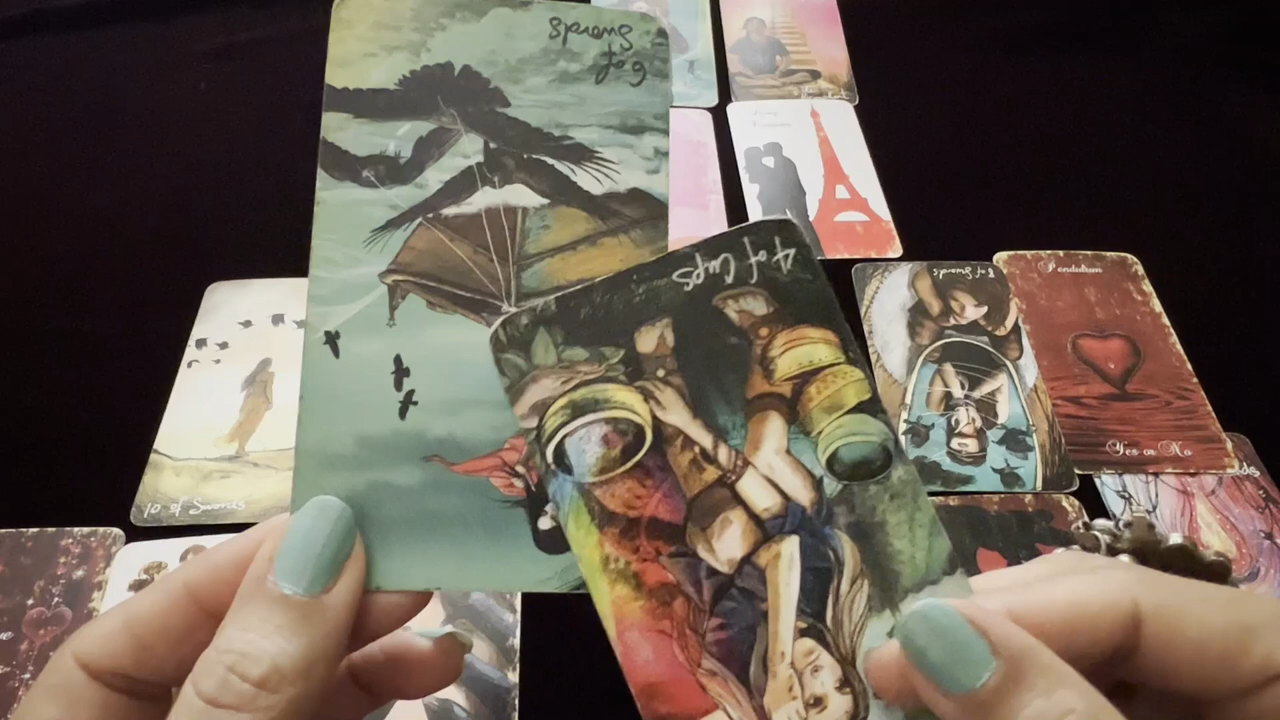 6 of
Swords
4 of Cups
8 of Swords
Pendulum
Yes or No
10 of Swords